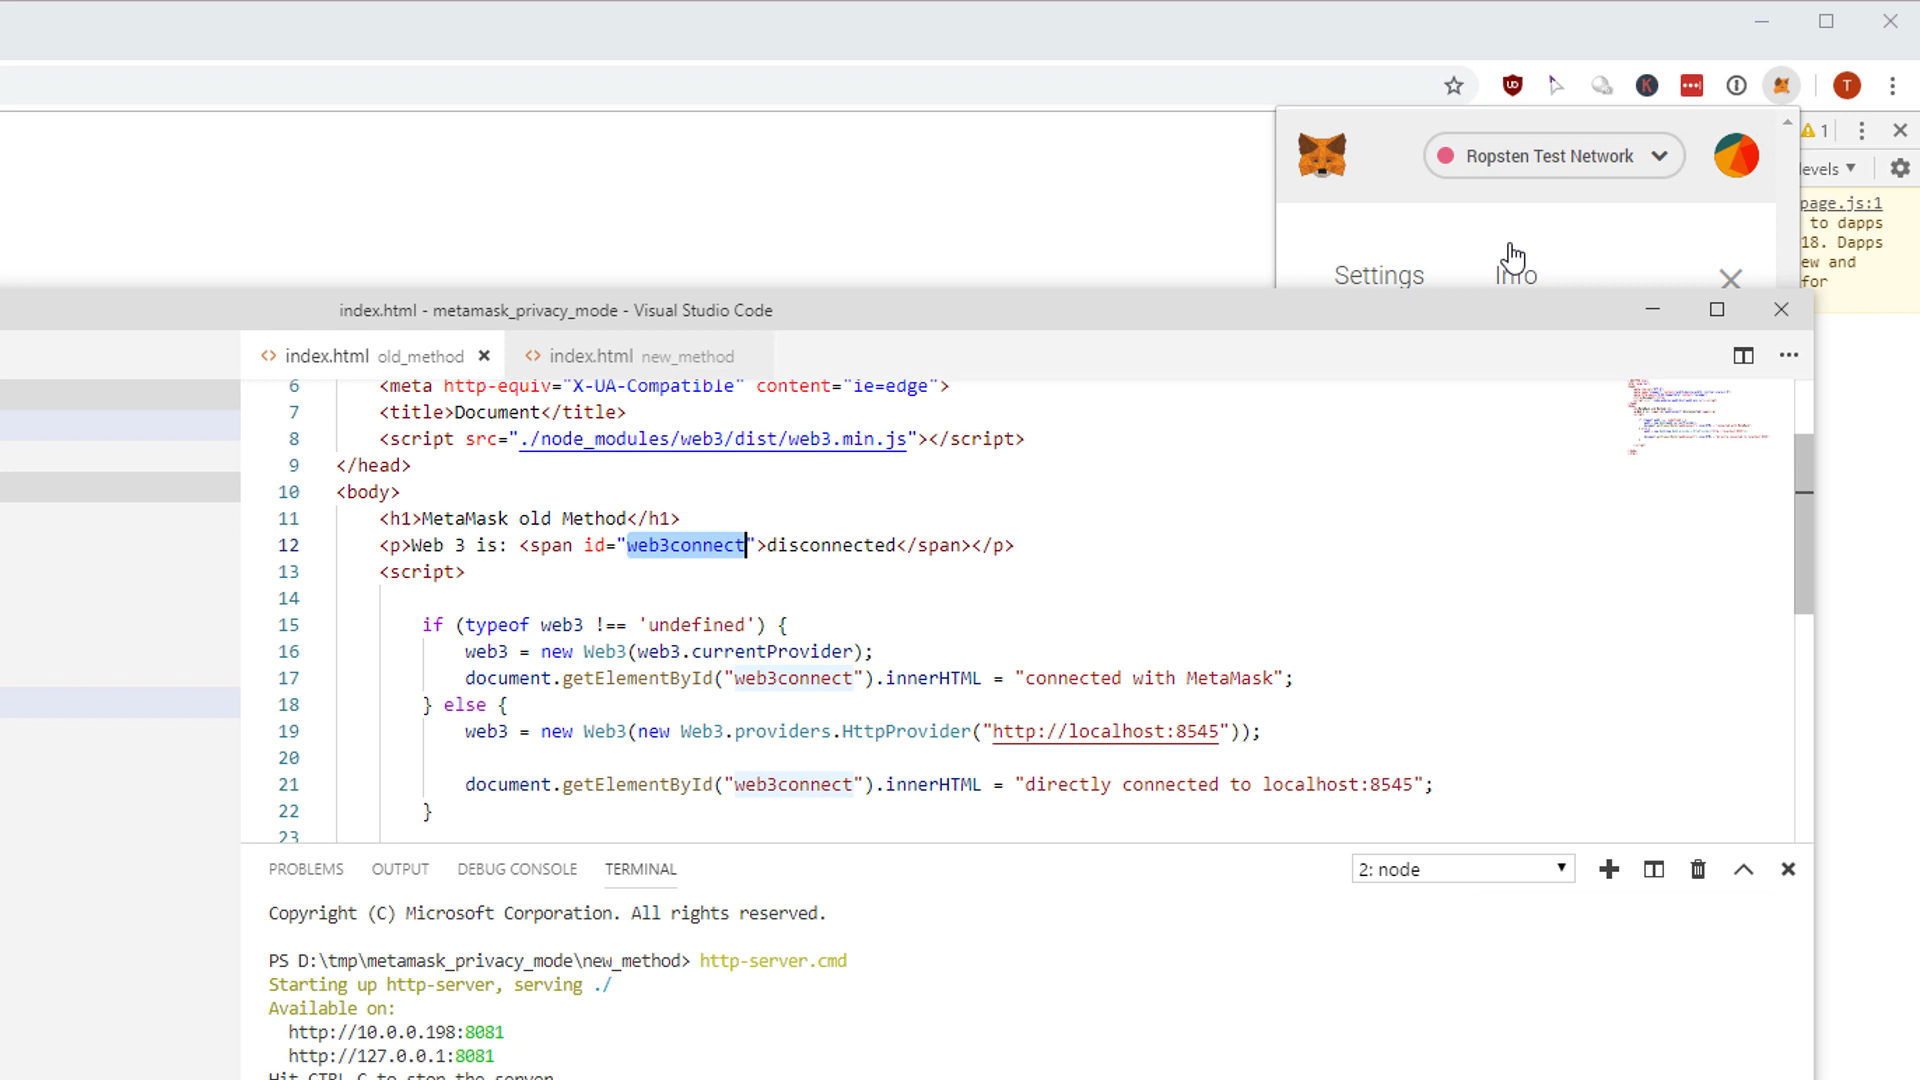 T
Ropsten Test Network
1
levels
page.js:1
to dapps
18. Dapps
ew and
for
Settings Info
index.html - metamask_privacy_mode - Visual Studio Code
index.html old_method
index.html new_method
6 <meta http-equiv="X-UA-Compatible" content="ie=edge">
7 <title>Document</title>
8 <script src="./node_modules/web3/dist/web3.min.js"></script>
9 </head>
10 <body>
11 <h1>MetaMask old Method</h1>
12 <p>Web 3 is: <span id="web3connect">disconnected</span></p>
13 <script>
14
15 if (typeof web3 !== 'undefined') {
16 web3 = new Web3(web3.currentProvider);
17 document.getElementById("web3connect").innerHTML = "connected with MetaMask";
18 } else {
19 web3 = new Web3(new Web3.providers.HttpProvider("http://localhost:8545"));
20
21 document.getElementById("web3connect").innerHTML = "directly connected to localhost:8545";
22 }
23
PROBLEMS OUTPUT DEBUG CONSOLE TERMINAL
2: node
Copyright (C) Microsoft Corporation. All rights reserved.
PS D:\tmp\metamask_privacy_mode\new_method> http-server.cmd
Starting up http-server, serving ./
Available on:
http://10.0.0.198:8081
http://127.0.0.1:8081
Hit CTRL-C to stop the server